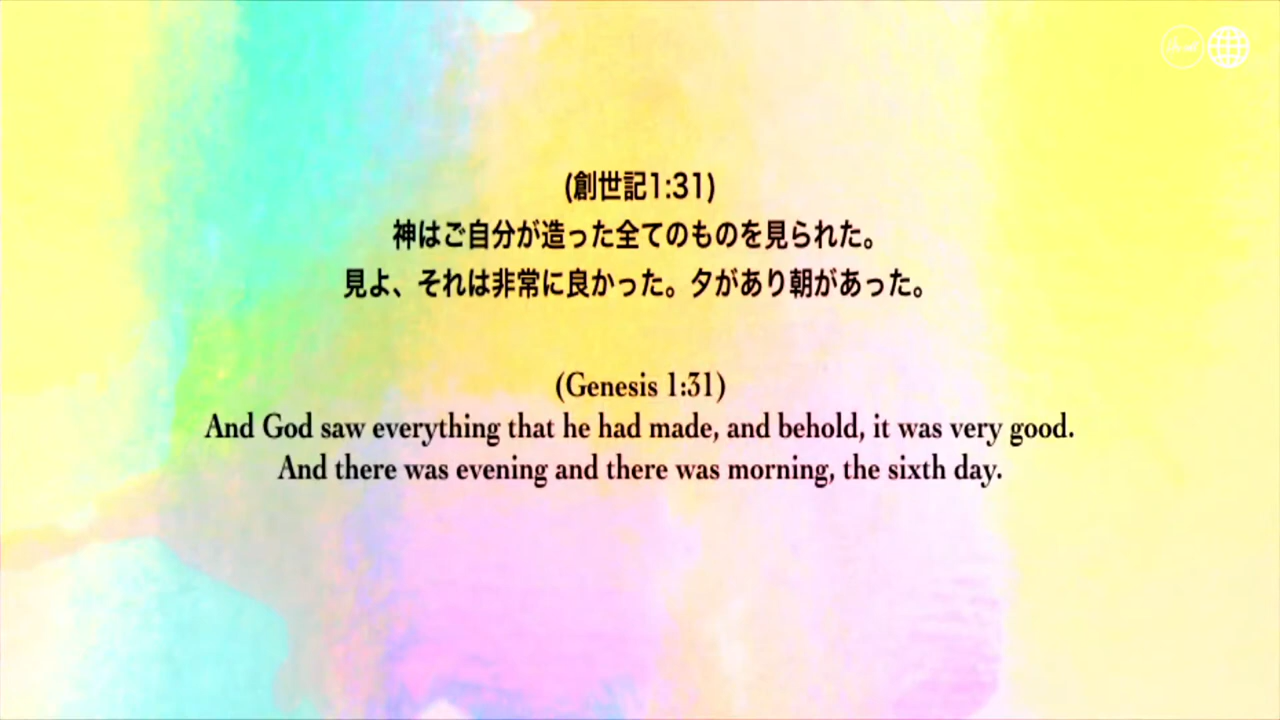 (創世記1:31)
神はご自分が造った全てのものを見られた。
見よ、それは非常に良かった。夕があり朝があった。
(Genesis 1:31)
And God saw everything that he had made, and behold, it was very good.
And there was evening and there was morning, the sixth day.